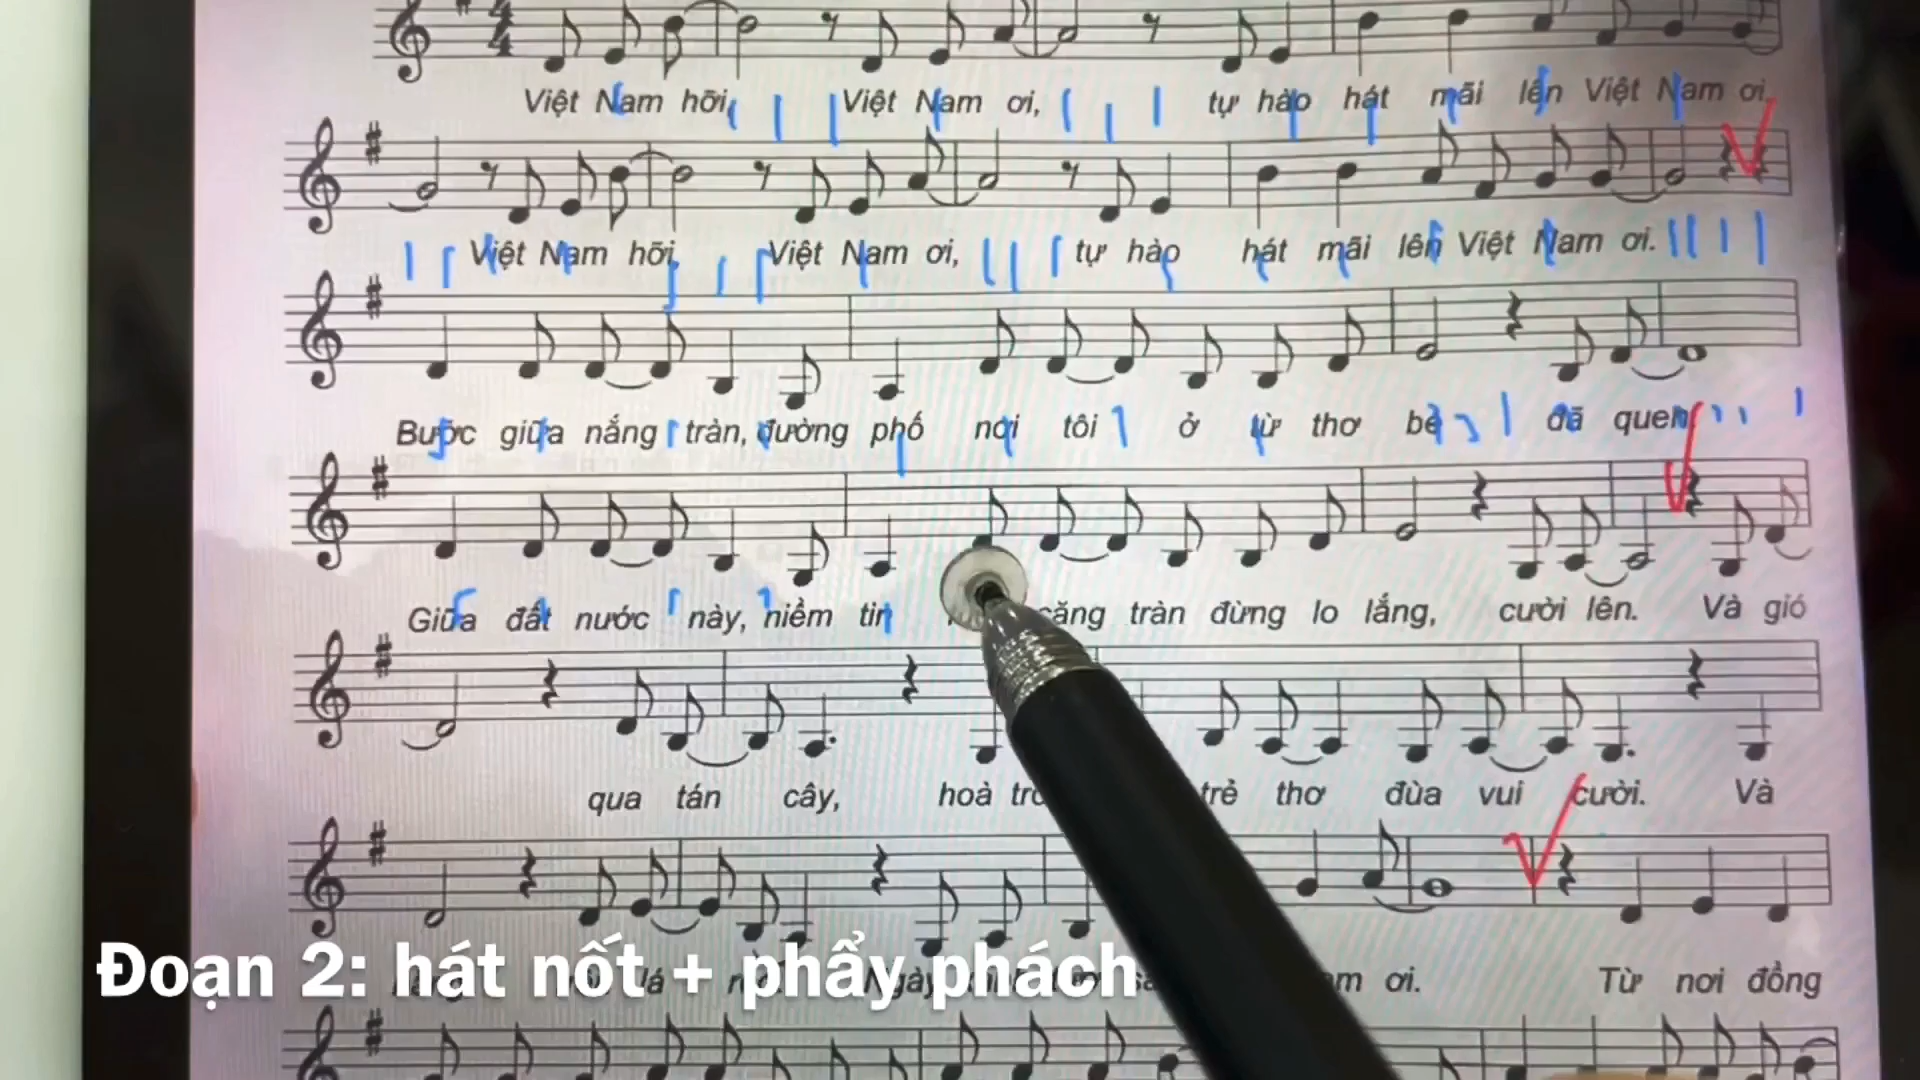 4
4
Việt Nam hỡi, Việt Nam ơi, tự hào hát mãi lên Việt Nam ơi,
Việt Nam hỡi, Việt Nam ơi, tự hào hát mãi lên Việt Nam ơi.
Bước giữa nắng tràn, đường phố nơi tôi ở từ thơ bé đã quen
Giữa đất nước này, niềm tin căng tràn đừng lo lắng, cười lên. Và gió
qua tán cây, hoà trẻ thơ đùa vui cười. Và
ơi. Từ nơi đồng
Đoạn 2: hát nốt + phẩy phách